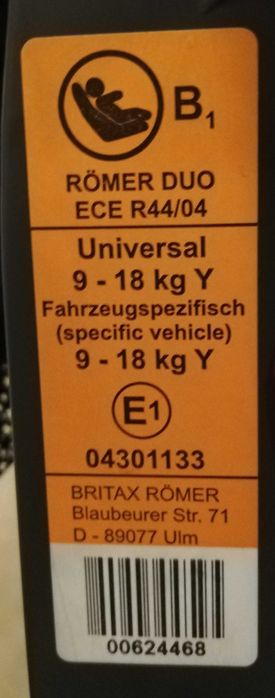 B1
RÖMER DUO
ECE R44/04
Universal
9 - 18 kg Y
Fahrzeugspezifisch
(specific vehicle)
9 - 18 kg Y
E1
04301133
BRITAX RÖMER
Blaubeurer Str. 71
D - 89077 Ulm
00624468